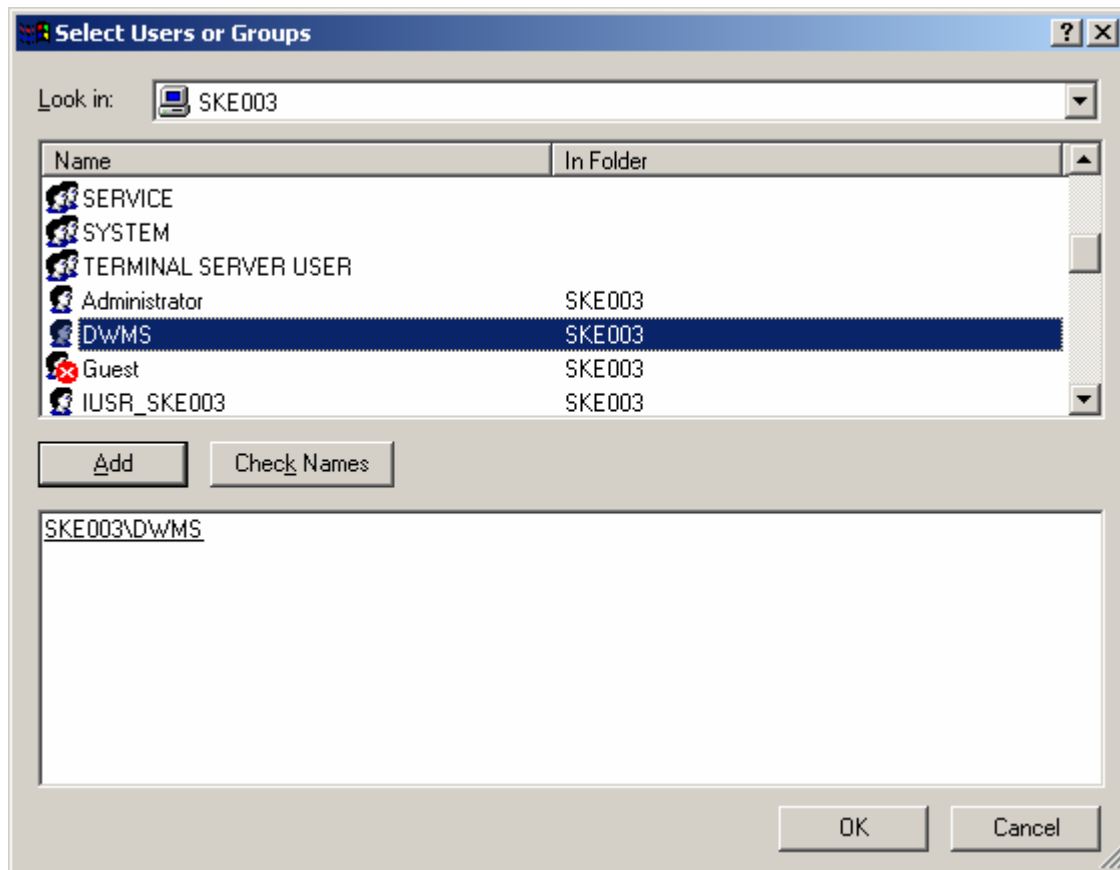 Select Users or Groups
Look in: SKE003
Name In Folder
SERVICE
SYSTEM
TERMINAL SERVER USER
Administrator SKE003
DWMS SKE003
Guest SKE003
IUSR_SKE003 SKE003
Add Check Names
SKE003\DWMS
OK Cancel